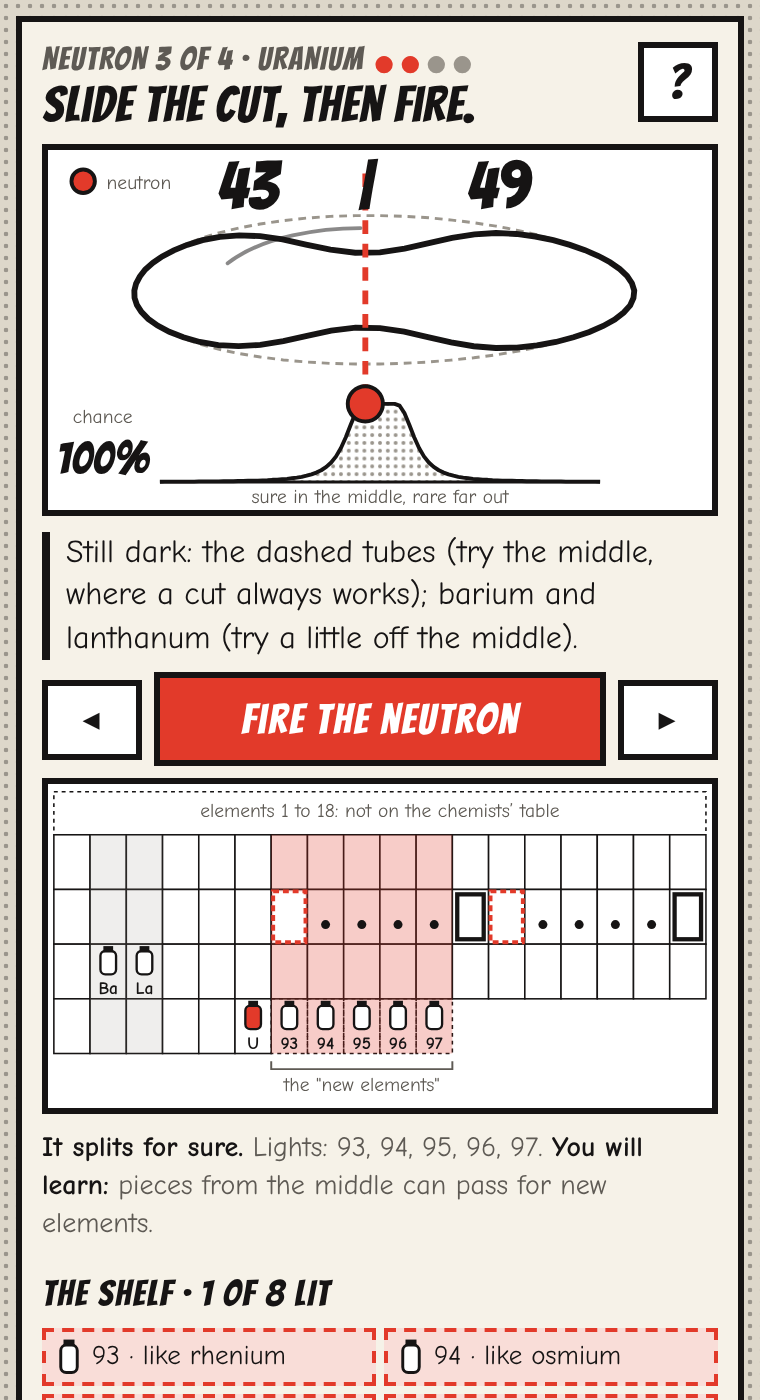 NEUTRON 3 OF 4 · URANIUM
SLIDE THE CUT, THEN FIRE.
?
neutron
43 / 49
chance
100%
sure in the middle, rare far out
Still dark: the dashed tubes (try the middle,
where a cut always works); barium and
lanthanum (try a little off the middle).
◄ FIRE THE NEUTRON ►
elements 1 to 18: not on the chemists' table
Ba La
U 93 94 95 96 97
the "new elements"
It splits for sure. Lights: 93, 94, 95, 96, 97. You will
learn: pieces from the middle can pass for new
elements.
THE SHELF · 1 OF 8 LIT
93 · like rhenium
94 · like osmium